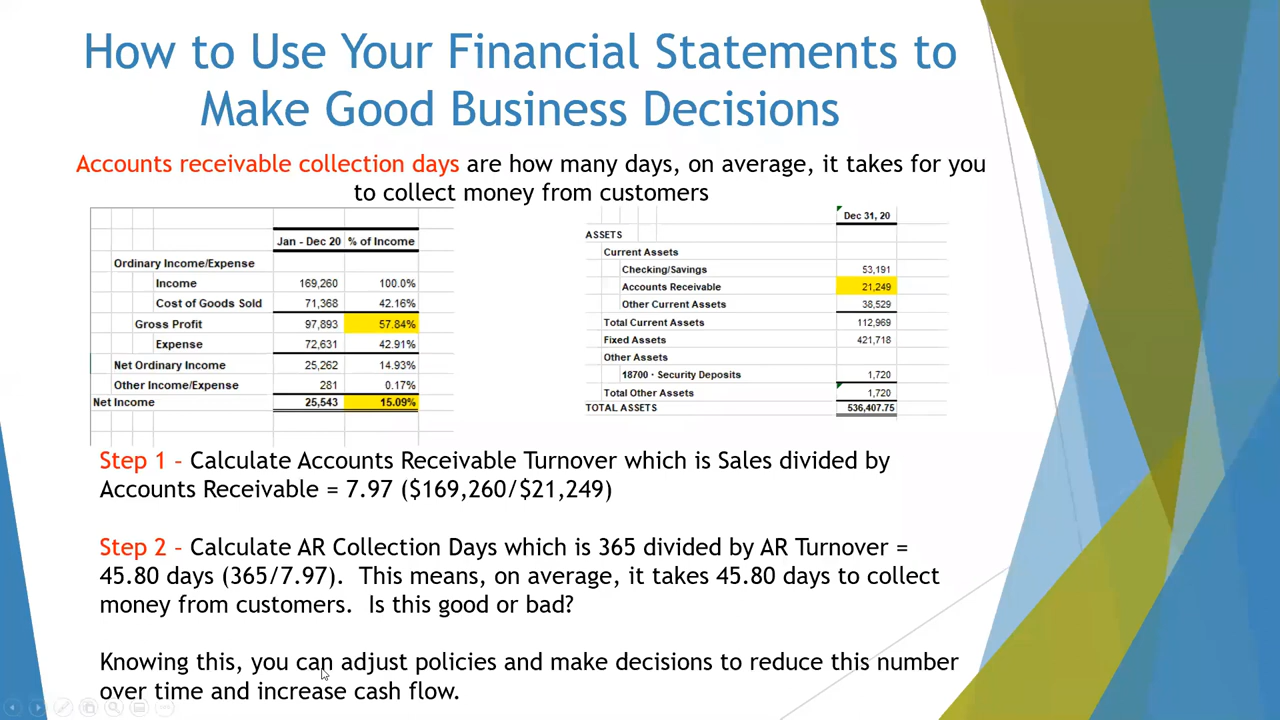 How to Use Your Financial Statements to
Make Good Business Decisions
Accounts receivable collection days are how many days, on average, it takes for you
to collect money from customers
Jan - Dec 20 % of Income
Ordinary Income/Expense
Income 169,260 100.0%
Cost of Goods Sold 71,368 42.16%
Gross Profit 97,893 57.84%
Expense 72,631 42.91%
Net Ordinary Income 25,262 14.93%
Other Income/Expense 281 0.17%
Net Income 25,543 15.09%
Dec 31, 20
ASSETS
Current Assets
Checking/Savings 53,191
Accounts Receivable 21,249
Other Current Assets 38,529
Total Current Assets 112,969
Fixed Assets 421,718
Other Assets
18700 · Security Deposits 1,720
Total Other Assets 1,720
TOTAL ASSETS 536,407.75
Step 1 – Calculate Accounts Receivable Turnover which is Sales divided by
Accounts Receivable = 7.97 ($169,260/$21,249)
Step 2 – Calculate AR Collection Days which is 365 divided by AR Turnover =
45.80 days (365/7.97). This means, on average, it takes 45.80 days to collect
money from customers. Is this good or bad?
Knowing this, you can adjust policies and make decisions to reduce this number
over time and increase cash flow.